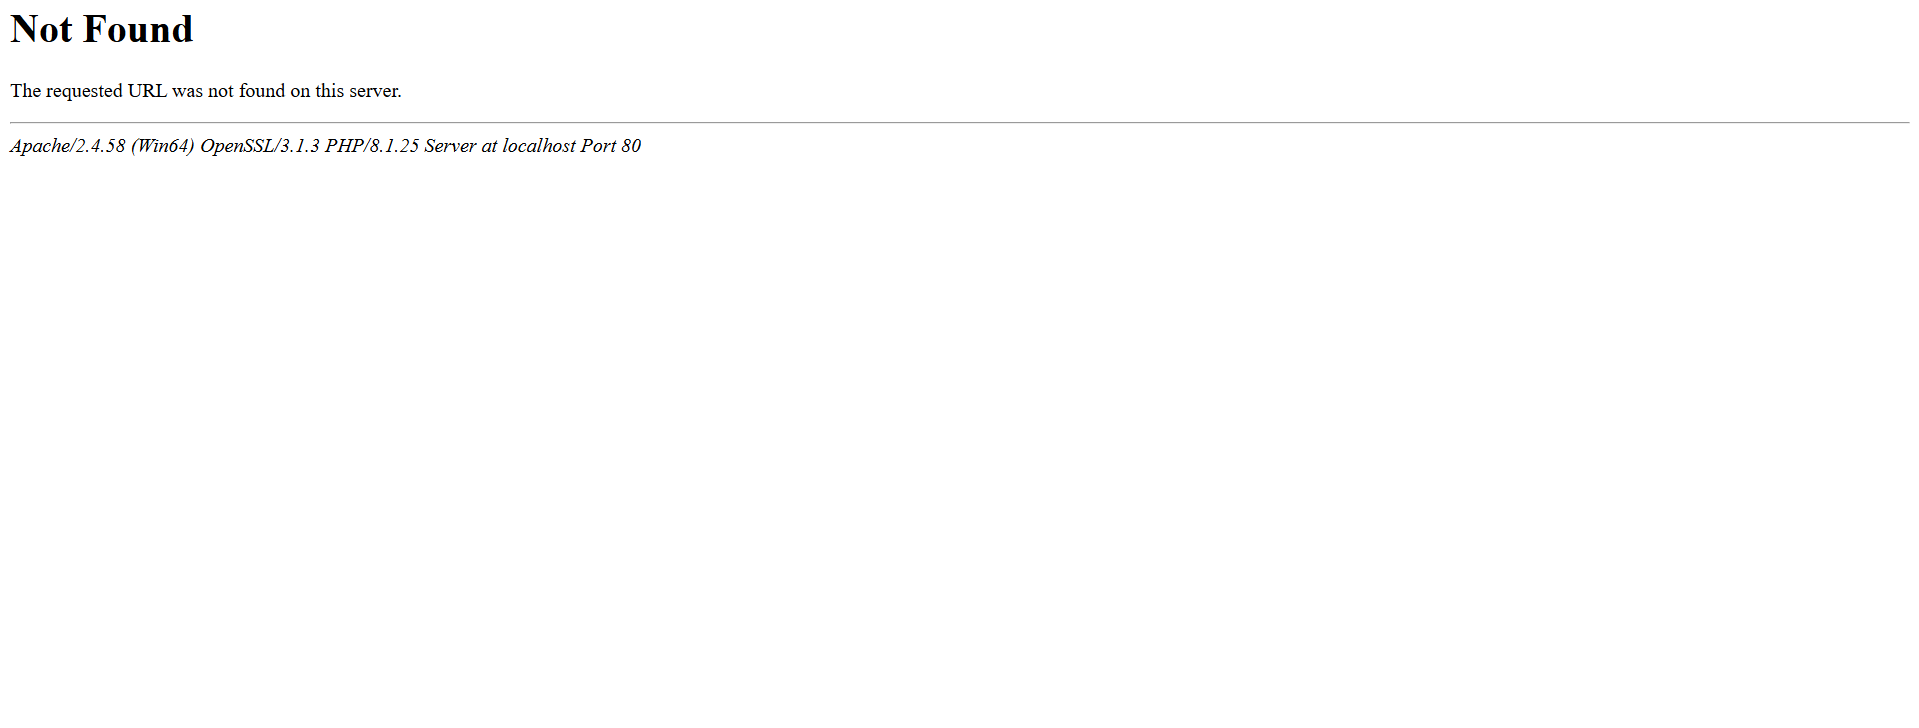 Not Found
The requested URL was not found on this server.
Apache/2.4.58 (Win64) OpenSSL/3.1.3 PHP/8.1.25 Server at localhost Port 80